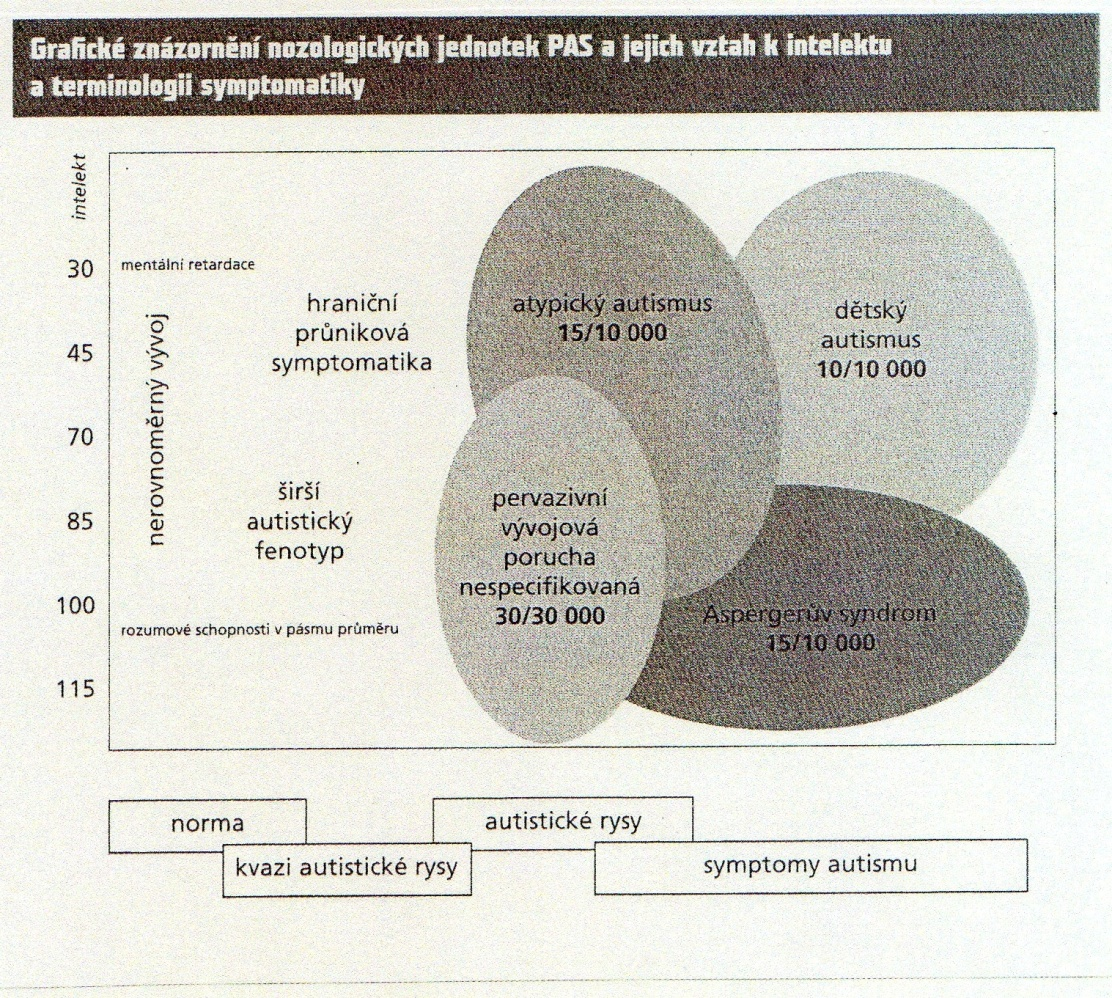 Grafické znázornění nozologických jednotek PAS a jejich vztah k intelektu
a terminologii symptomatiky
intelekt
30
45
70
85
100
115
mentální retardace
nerovnoměrný vývoj
hraniční
průniková
symptomatika
širší
autistický
fenotyp
rozumové schopnosti v pásmu průměru
atypický autismus
15/10 000
dětský
autismus
10/10 000
pervazivní
vývojová
porucha
nespecifikovaná
30/30 000
Aspergerův syndrom
15/10 000
norma
kvazi autistické rysy
autistické rysy
symptomy autismu